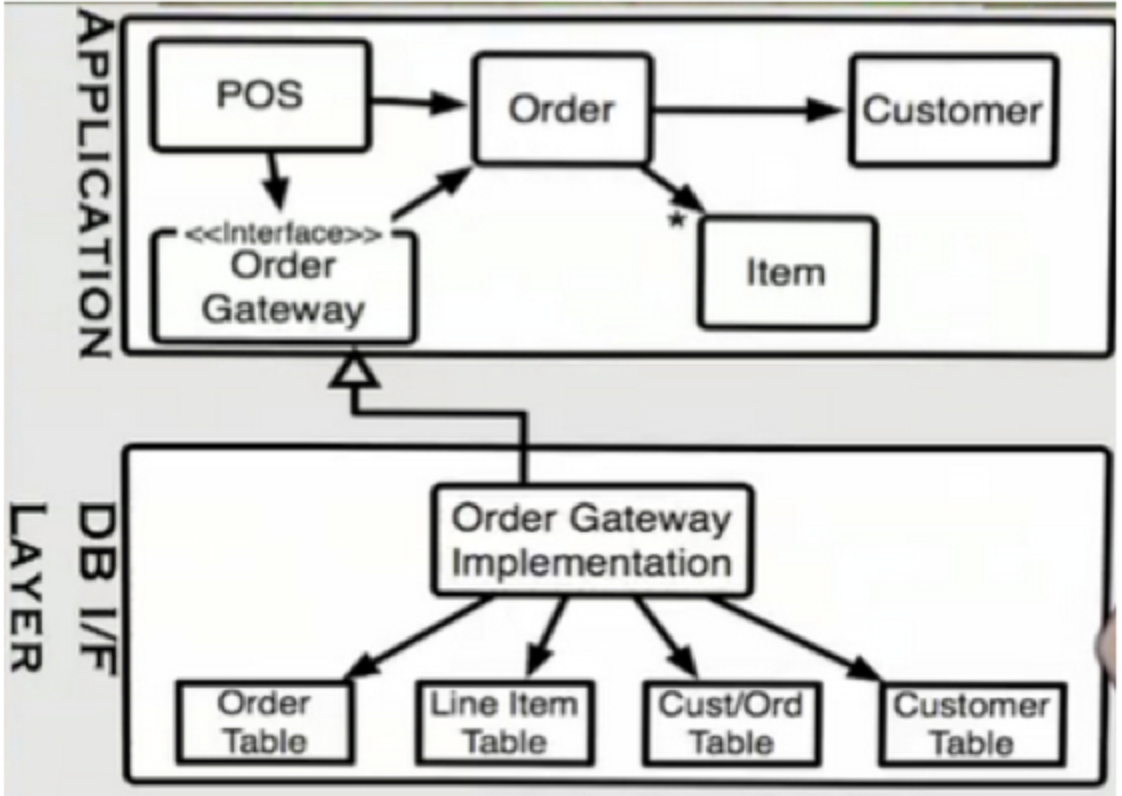 APPLICATION
POS
Order
Customer
*
<<Interface>>
Order
Gateway
Item
DB I/F
LAYER
Order Gateway
Implementation
Order
Table
Line Item
Table
Cust/Ord
Table
Customer
Table